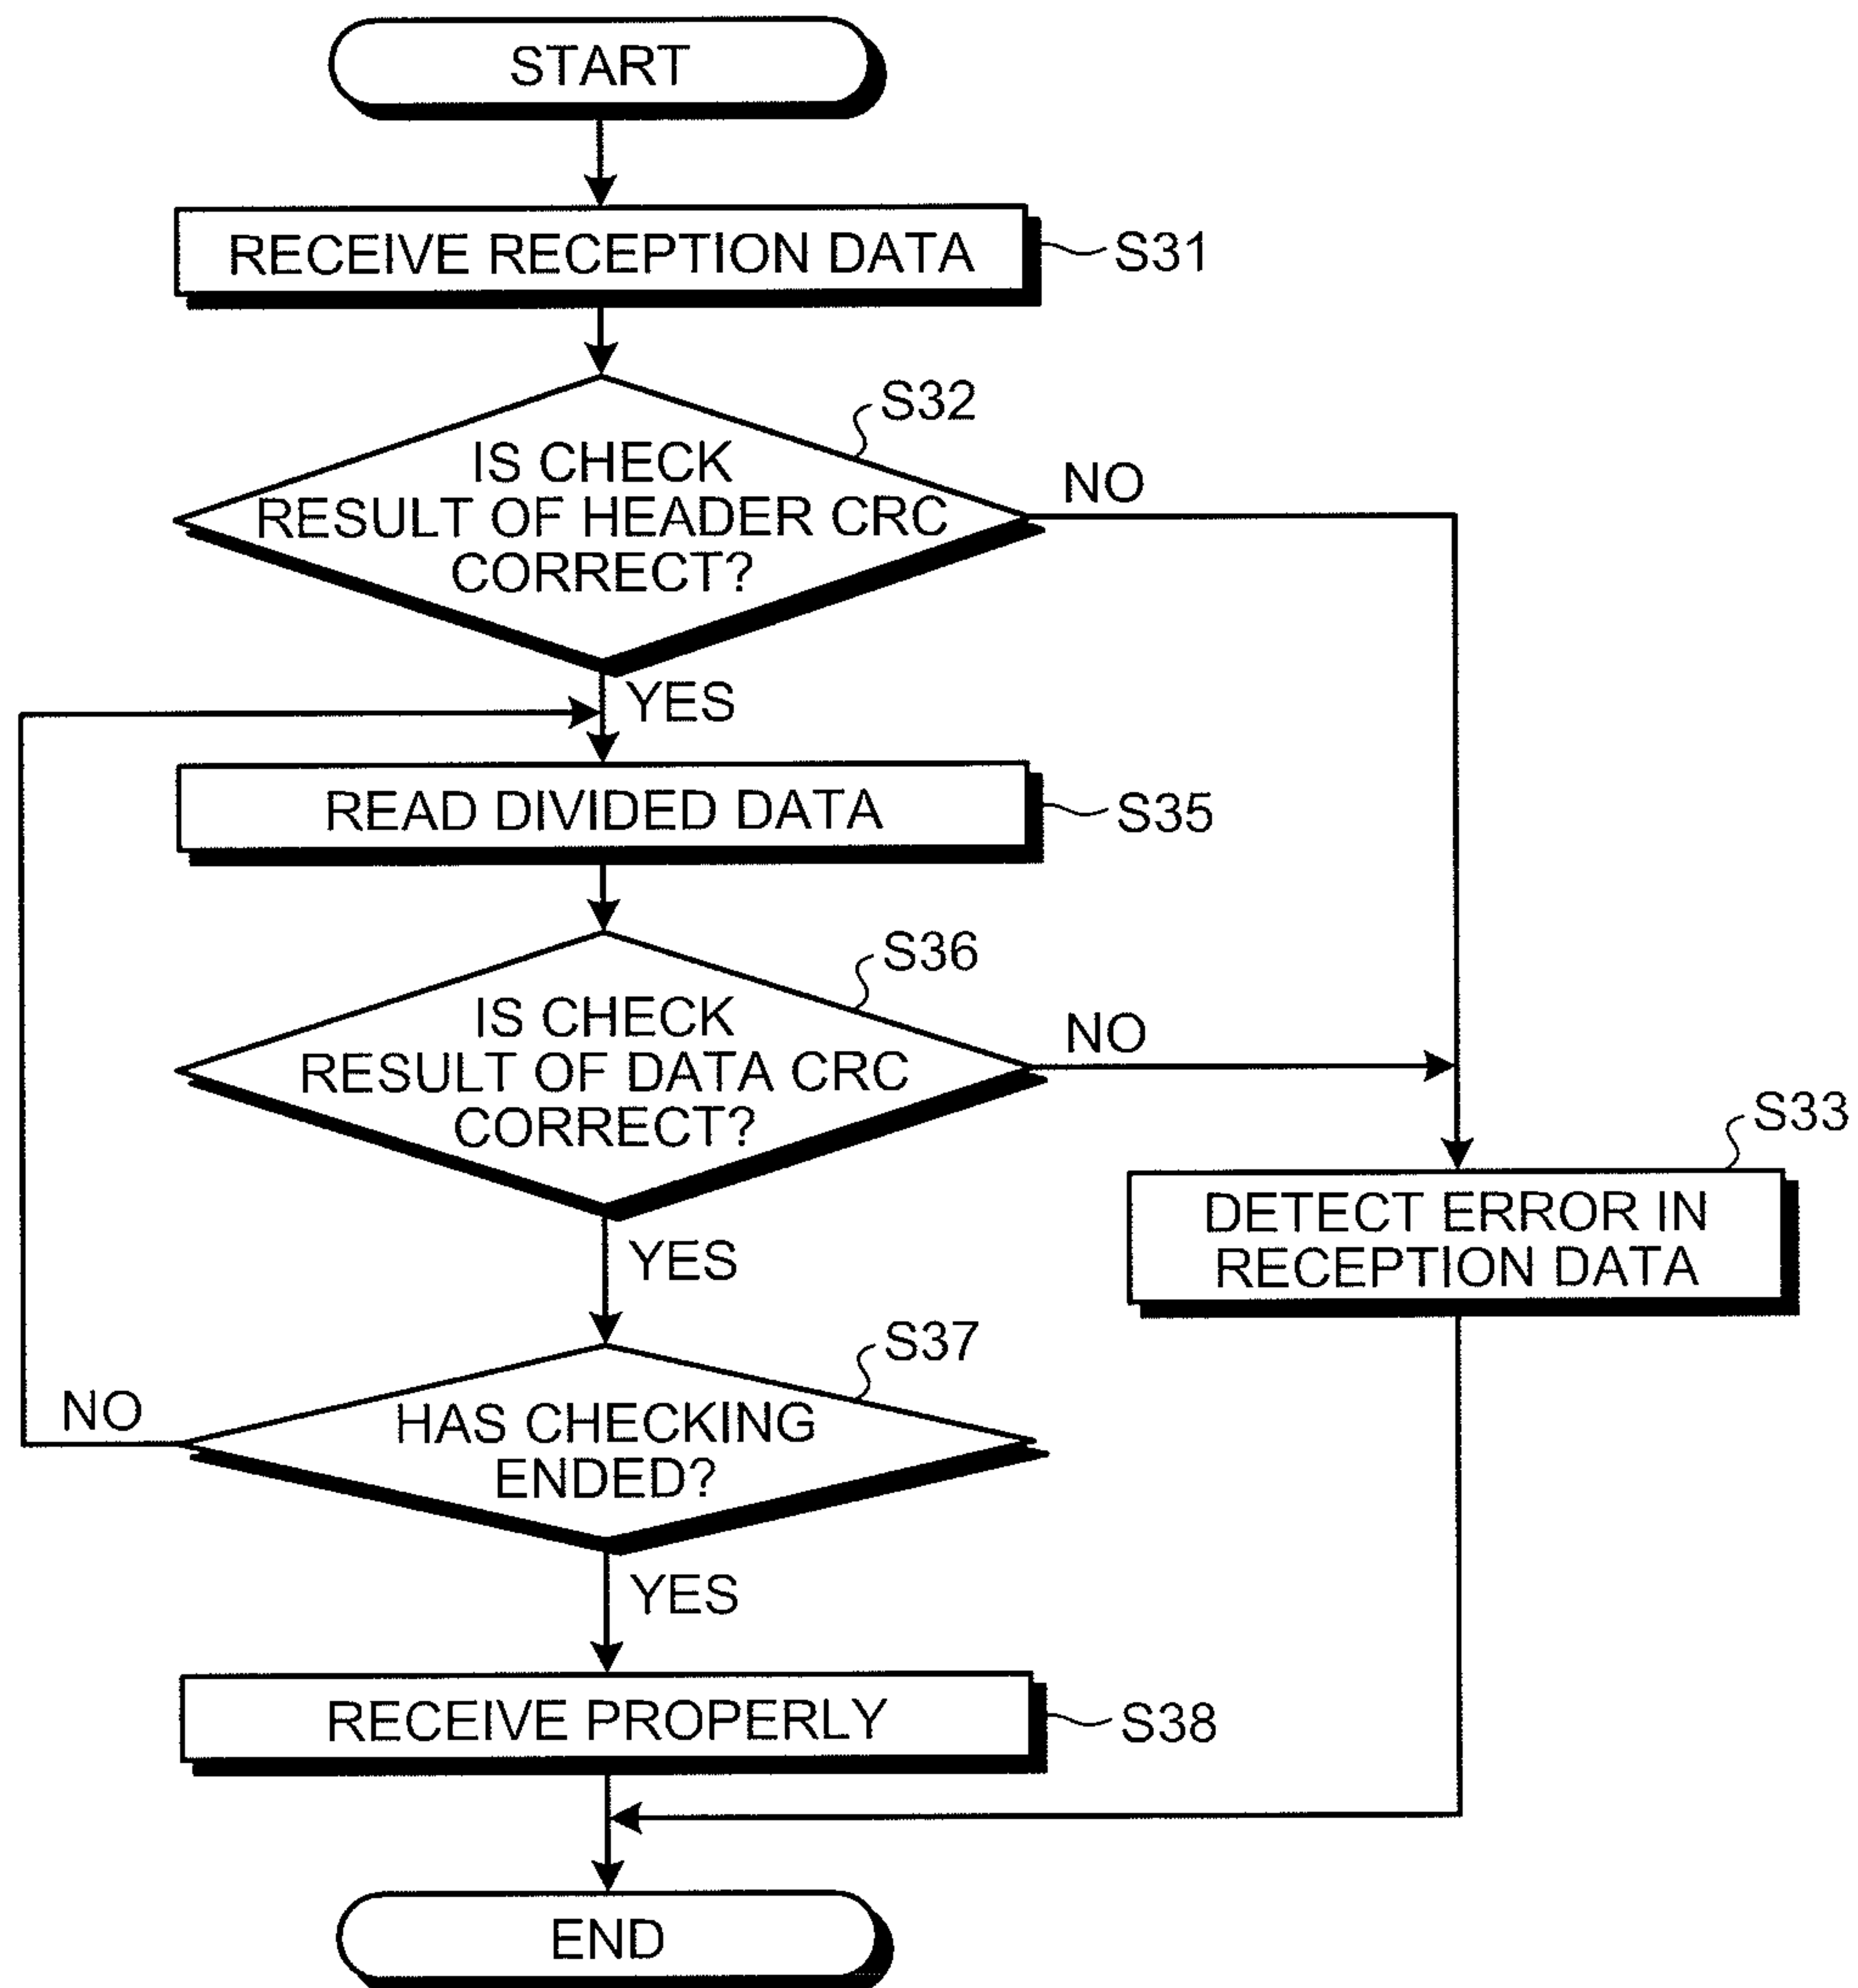 START
RECEIVE RECEPTION DATA
S31
S32
IS CHECK
RESULT OF HEADER CRC
CORRECT?
NO
YES
READ DIVIDED DATA
S35
S36
IS CHECK
RESULT OF DATA CRC
CORRECT?
NO
YES
S33
DETECT ERROR IN
RECEPTION DATA
S37
HAS CHECKING
ENDED?
NO
YES
RECEIVE PROPERLY
S38
END